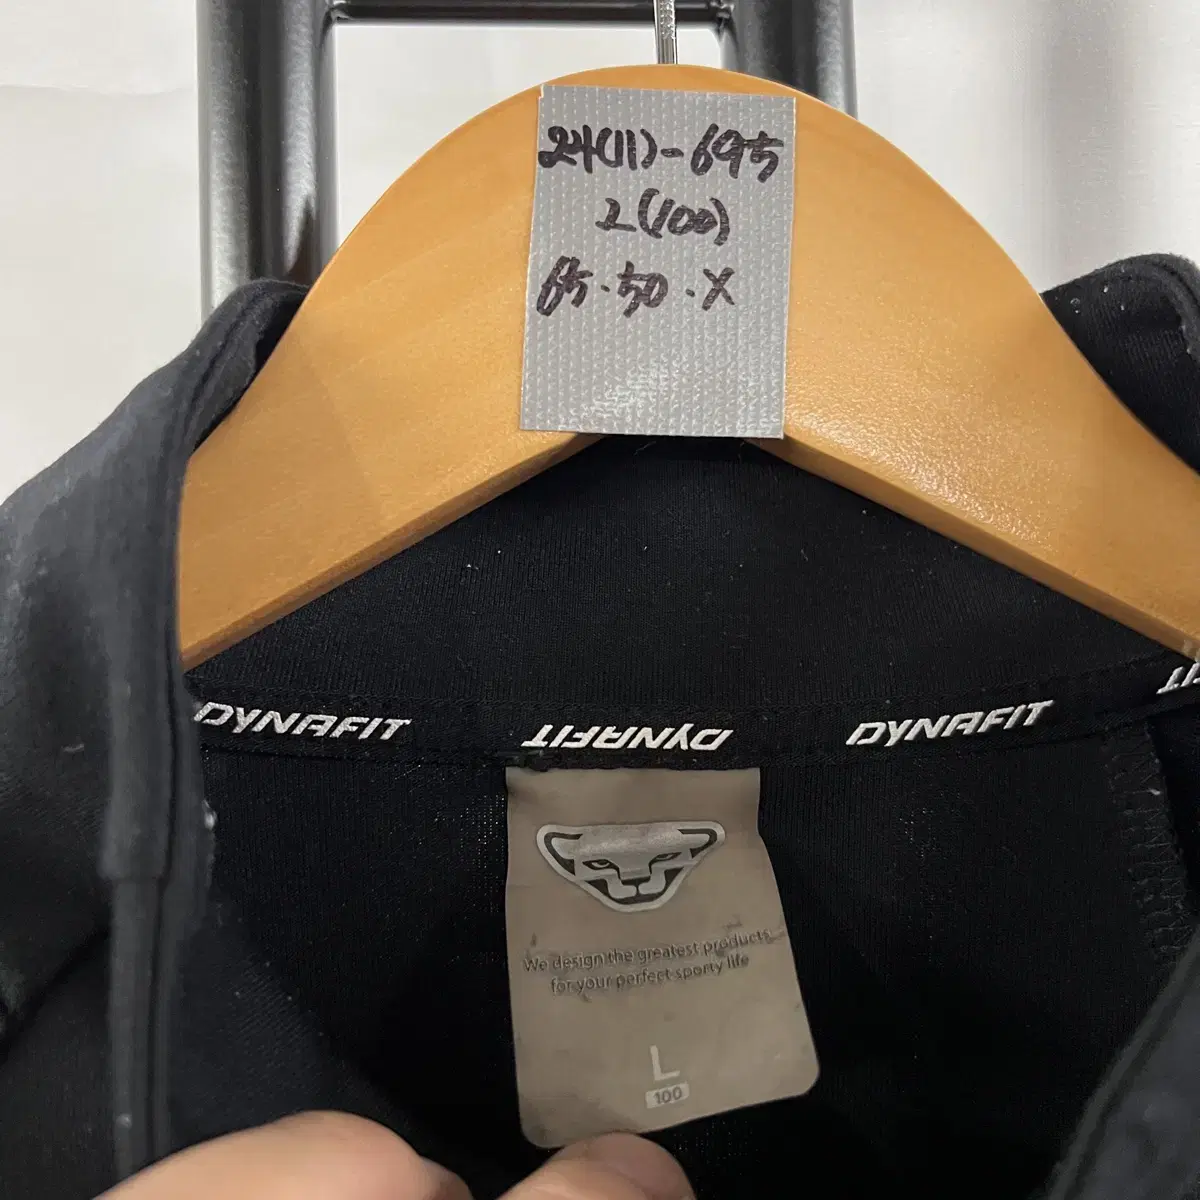 24(11)-695
L(100)
65.50.X
DYNAFIT DYNAFIT DYNAFIT
We design the greatest products
for your perfect sporty life
L
100